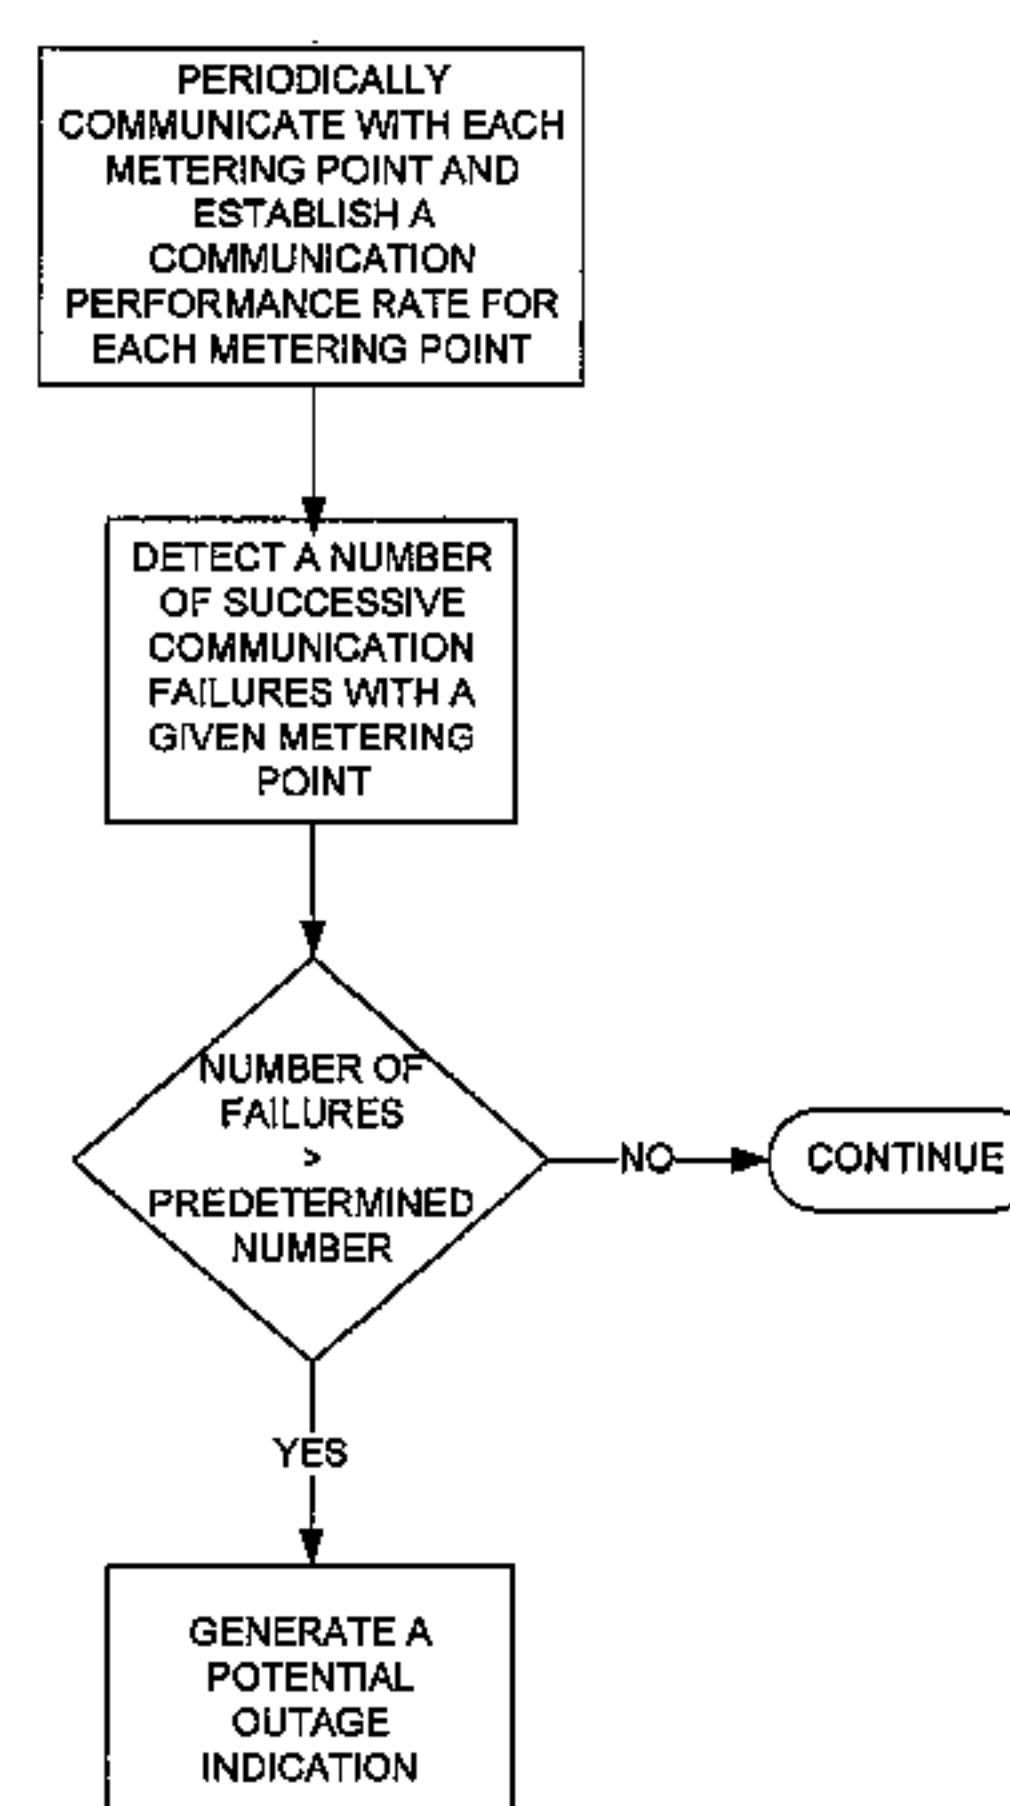 PERIODICALLY
COMMUNICATE WITH EACH
METERING POINT AND
ESTABLISH A
COMMUNICATION
PERFORMANCE RATE FOR
EACH METERING POINT
DETECT A NUMBER
OF SUCCESSIVE
COMMUNICATION
FAILURES WITH A
GIVEN METERING
POINT
NUMBER OF
FAILURES
>
PREDETERMINED
NUMBER
NO
CONTINUE
YES
GENERATE A
POTENTIAL
OUTAGE
INDICATION